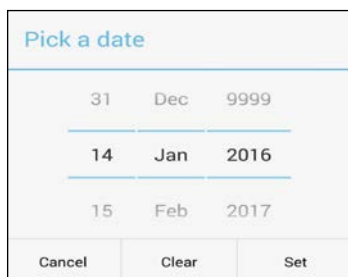 Pick a date
31 Dec 9999
14 Jan 2016
15 Feb 2017
Cancel Clear Set